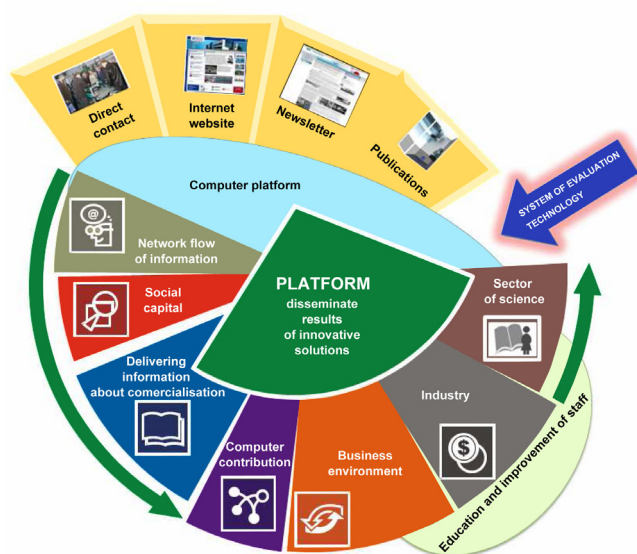 Direct
contact
Internet
website
Newsletter
Publications
Computer platform
SYSTEM OF EVALUATION
TECHNOLOGY
Network flow
of information
@
Social
capital
Delivering
information
about comercialisation
Computer
contribution
Business
environment
Industry
$
Sector
of science
PLATFORM
disseminate
results
of innovative
solutions
Education and improvement of staff